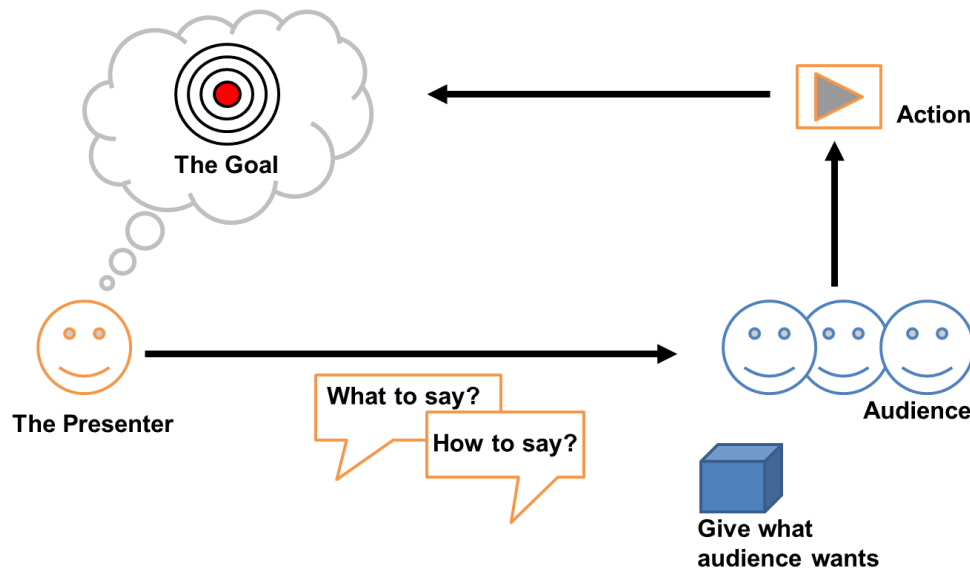 The Goal
Action
The Presenter
What to say?
How to say?
Audience
Give what
audience wants